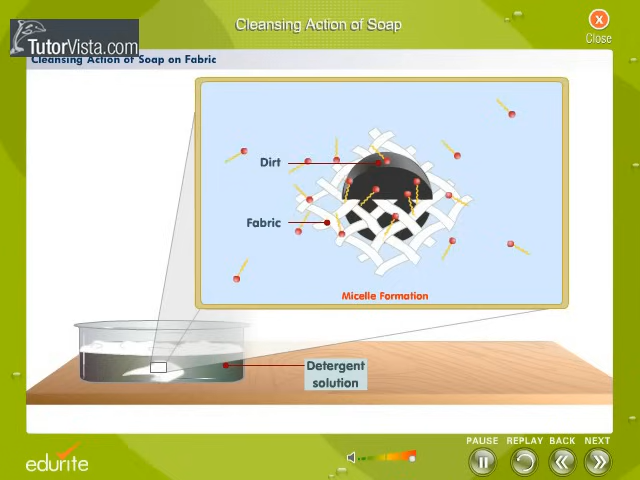 Cleansing Action of Soap
X
Close
TutorVista.com
Cleansing Action of Soap on Fabric
Dirt
Fabric
Micelle Formation
Detergent
solution
PAUSE REPLAY BACK NEXT
edurite